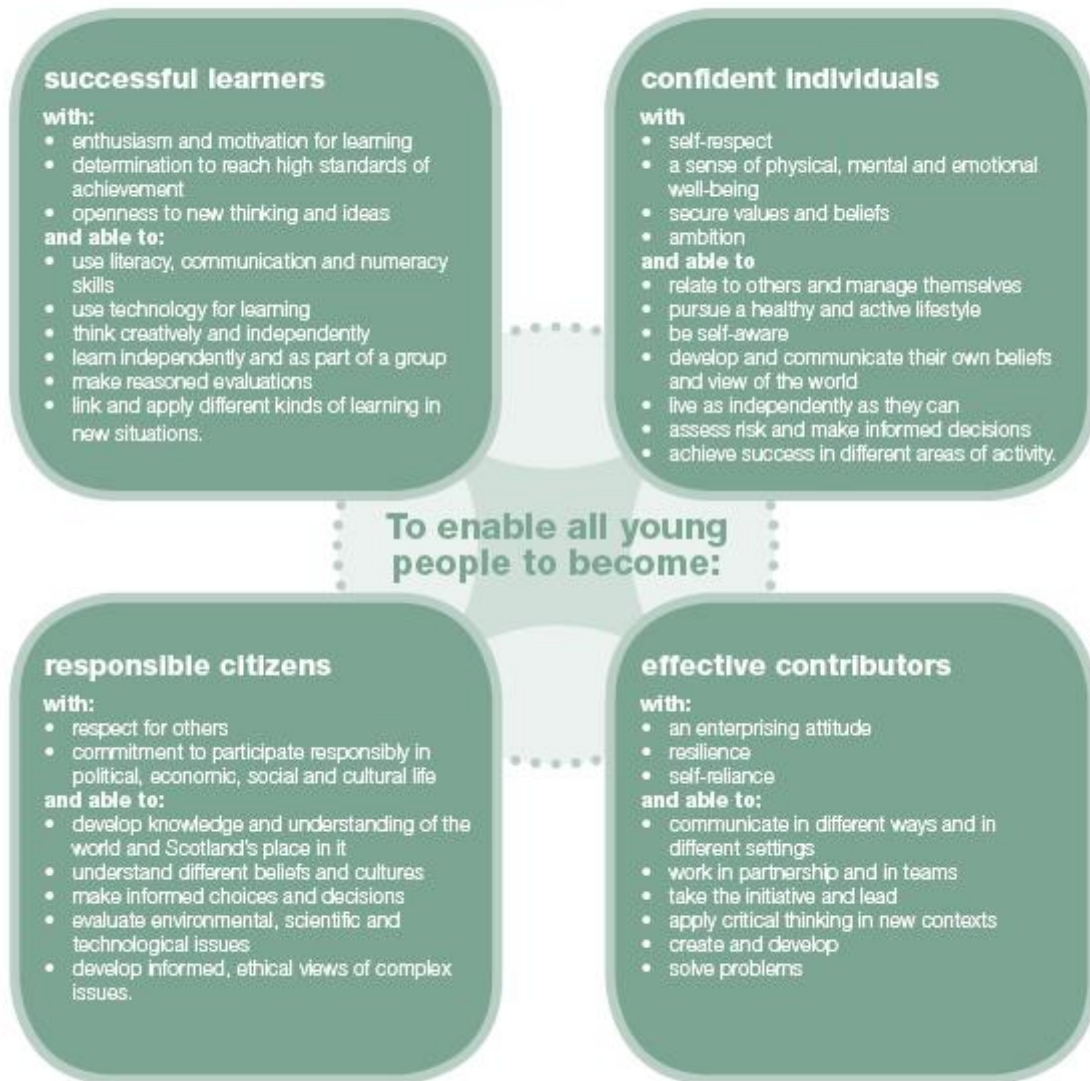 successful learners
with:
• enthusiasm and motivation for learning
• determination to reach high standards of
achievement
• openness to new thinking and ideas
and able to:
• use literacy, communication and numeracy
skills
• use technology for learning
• think creatively and independently
• learn independently and as part of a group
• make reasoned evaluations
• link and apply different kinds of learning in
new situations.
confident individuals
with
• self-respect
• a sense of physical, mental and emotional
well-being
• secure values and beliefs
• ambition
and able to
• relate to others and manage themselves
• pursue a healthy and active lifestyle
• be self-aware
• develop and communicate their own beliefs
and view of the world
• live as independently as they can
• assess risk and make informed decisions
• achieve success in different areas of activity.
To enable all young
people to become:
responsible citizens
with:
• respect for others
• commitment to participate responsibly in
political, economic, social and cultural life
and able to:
• develop knowledge and understanding of the
world and Scotland's place in it
• understand different beliefs and cultures
• make informed choices and decisions
• evaluate environmental, scientific and
technological issues
• develop informed, ethical views of complex
issues.
effective contributors
with:
• an enterprising attitude
• resilience
• self-reliance
and able to:
• communicate in different ways and in
different settings
• work in partnership and in teams
• take the initiative and lead
• apply critical thinking in new contexts
• create and develop
• solve problems